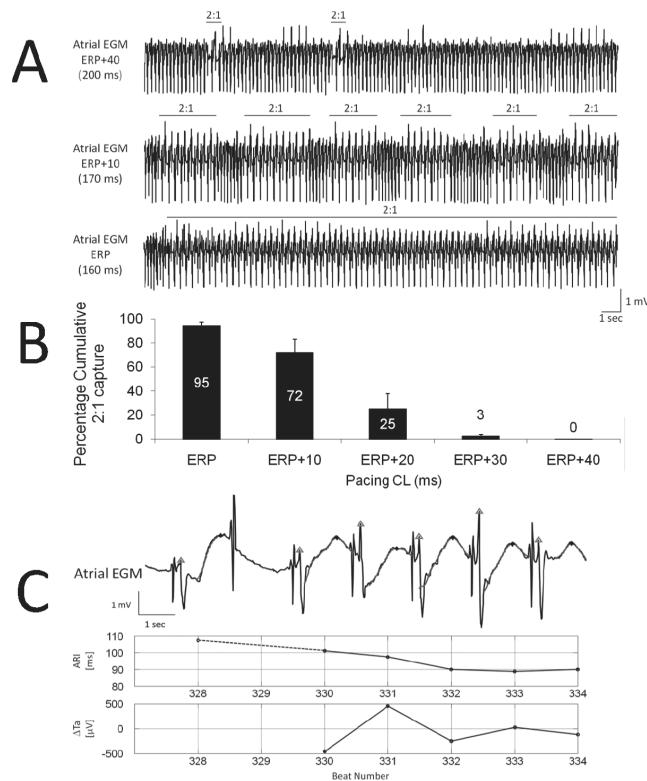 A
2:1 2:1
Atrial EGM
ERP+40
(200 ms)
2:1 2:1 2:1 2:1 2:1 2:1
Atrial EGM
ERP+10
(170 ms)
2:1
Atrial EGM
ERP
(160 ms)
1 mV
1 sec
B
Percentage Cumulative
2:1 capture
100
80
60
40
20
0
95
72
25
3
0
ERP ERP+10 ERP+20 ERP+30 ERP+40
Pacing CL (ms)
C
Atrial EGM
1 mV
1 sec
ARI
[ms]
110
100
90
80
328 329 330 331 332 333 334
ΔTa
[µV]
500
0
-500
328 329 330 331 332 333 334
Beat Number